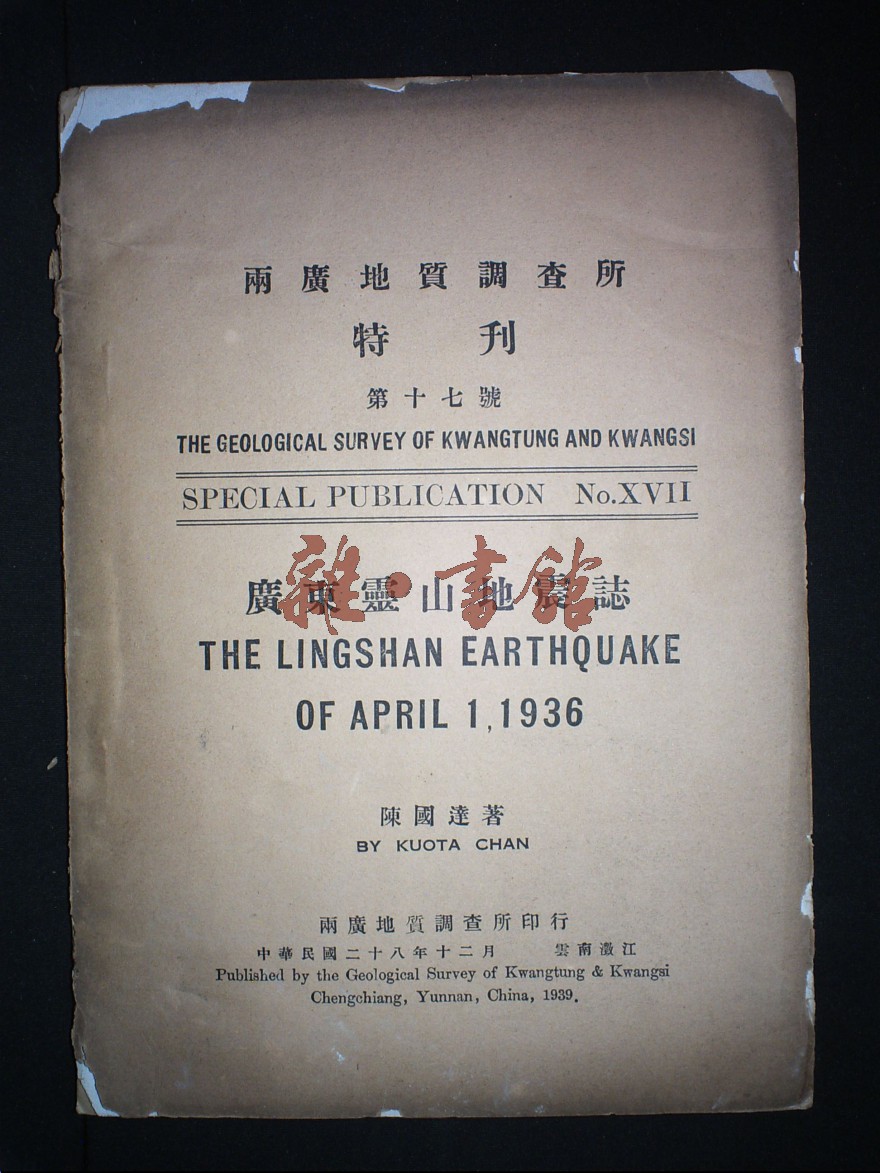 兩廣地質調查所
特刊
第十七號
THE GEOLOGICAL SURVEY OF KWANGTUNG AND KWANGSI
SPECIAL PUBLICATION No.XVII
廣東靈山地震誌
雜·書館
THE LINGSHAN EARTHQUAKE
OF APRIL 1, 1936
陳國達著
BY KUOTA CHAN
兩廣地質調查所印行
中華民國二十八年十二月 雲南澂江
Published by the Geological Survey of Kwangtung & Kwangsi
Chengchiang, Yunnan, China, 1939.